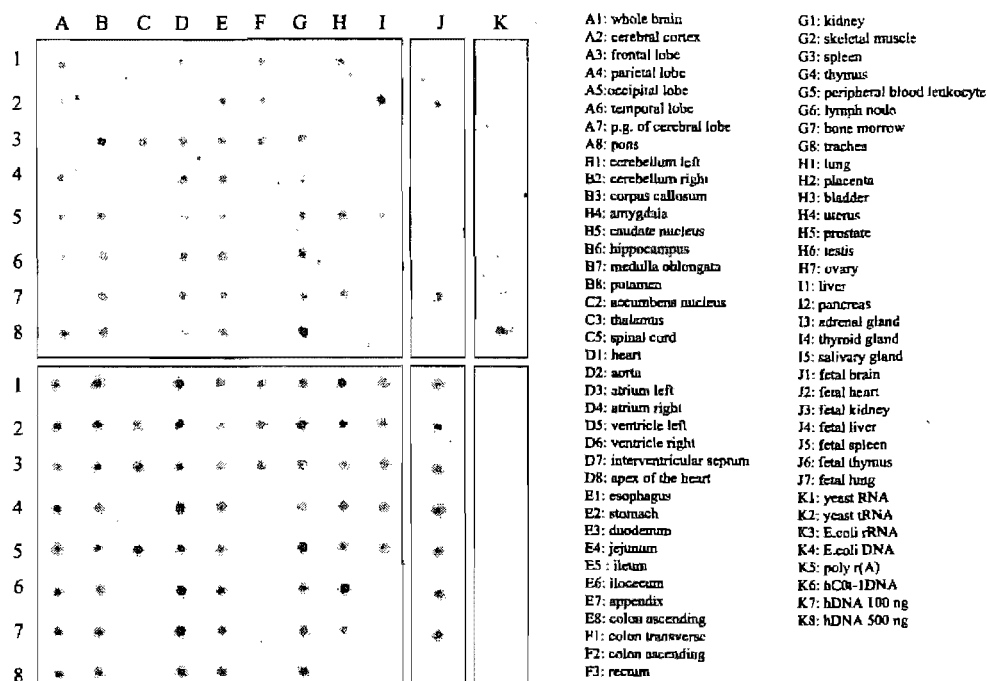 A B C D E F G H I J K
1
2
3
4
5
6
7
8
1
2
3
4
5
6
7
8
A1: whole brain
A2: cerebral cortex
A3: frontal lobe
A4: parietal lobe
A5:occipital lobe
A6: temporal lobe
A7: p.g. of cerebral lobe
A8: pons
B1: cerebellum left
B2: cerebellum right
B3: corpus callosum
B4: amygdala
B5: caudate nucleus
B6: hippocampus
B7: medulla oblongata
B8: putamen
C2: accumbens nucleus
C3: thalamus
C5: spinal cord
D1: heart
D2: aorta
D3: atrium left
D4: atrium right
D5: ventricle left
D6: ventricle right
D7: interventricular septum
D8: apex of the heart
E1: esophagus
E2: stomach
E3: duodenum
E4: jejunum
E5 : ileum
E6: ilocecum
E7: appendix
E8: colon ascending
F1: colon transverse
F2: colon ascending
F3: rectum
G1: kidney
G2: skeletal muscle
G3: spleen
G4: thymus
G5: peripheral blood leukocyte
G6: lymph node
G7: bone morrow
G8: trachea
H1: lung
H2: placenta
H3: bladder
H4: uterus
H5: prostate
H6: testis
H7: ovary
I1: liver
I2: pancreas
I3: adrenal gland
I4: thyroid gland
I5: salivary gland
J1: fetal brain
J2: fetal heart
J3: fetal kidney
J4: fetal liver
J5: fetal spleen
J6: fetal thymus
J7: fetal lung
K1: yeast RNA
K2: yeast tRNA
K3: E.coli rRNA
K4: E.coli DNA
K5: poly r(A)
K6: hC0t-1DNA
K7: hDNA 100 ng
K8: hDNA 500 ng